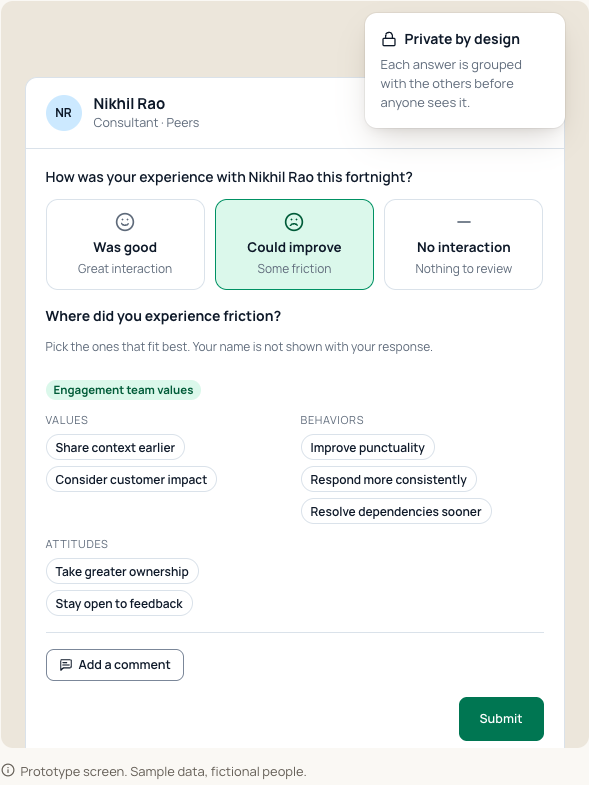 Private by design
Each answer is grouped
with the others before
anyone sees it.
NR
Nikhil Rao
Consultant · Peers
How was your experience with Nikhil Rao this fortnight?
Was good
Great interaction
Could improve
Some friction
No interaction
Nothing to review
Where did you experience friction?
Pick the ones that fit best. Your name is not shown with your response.
Engagement team values
VALUES
Share context earlier
Consider customer impact
BEHAVIORS
Improve punctuality
Respond more consistently
Resolve dependencies sooner
ATTITUDES
Take greater ownership
Stay open to feedback
Add a comment
Submit
Prototype screen. Sample data, fictional people.